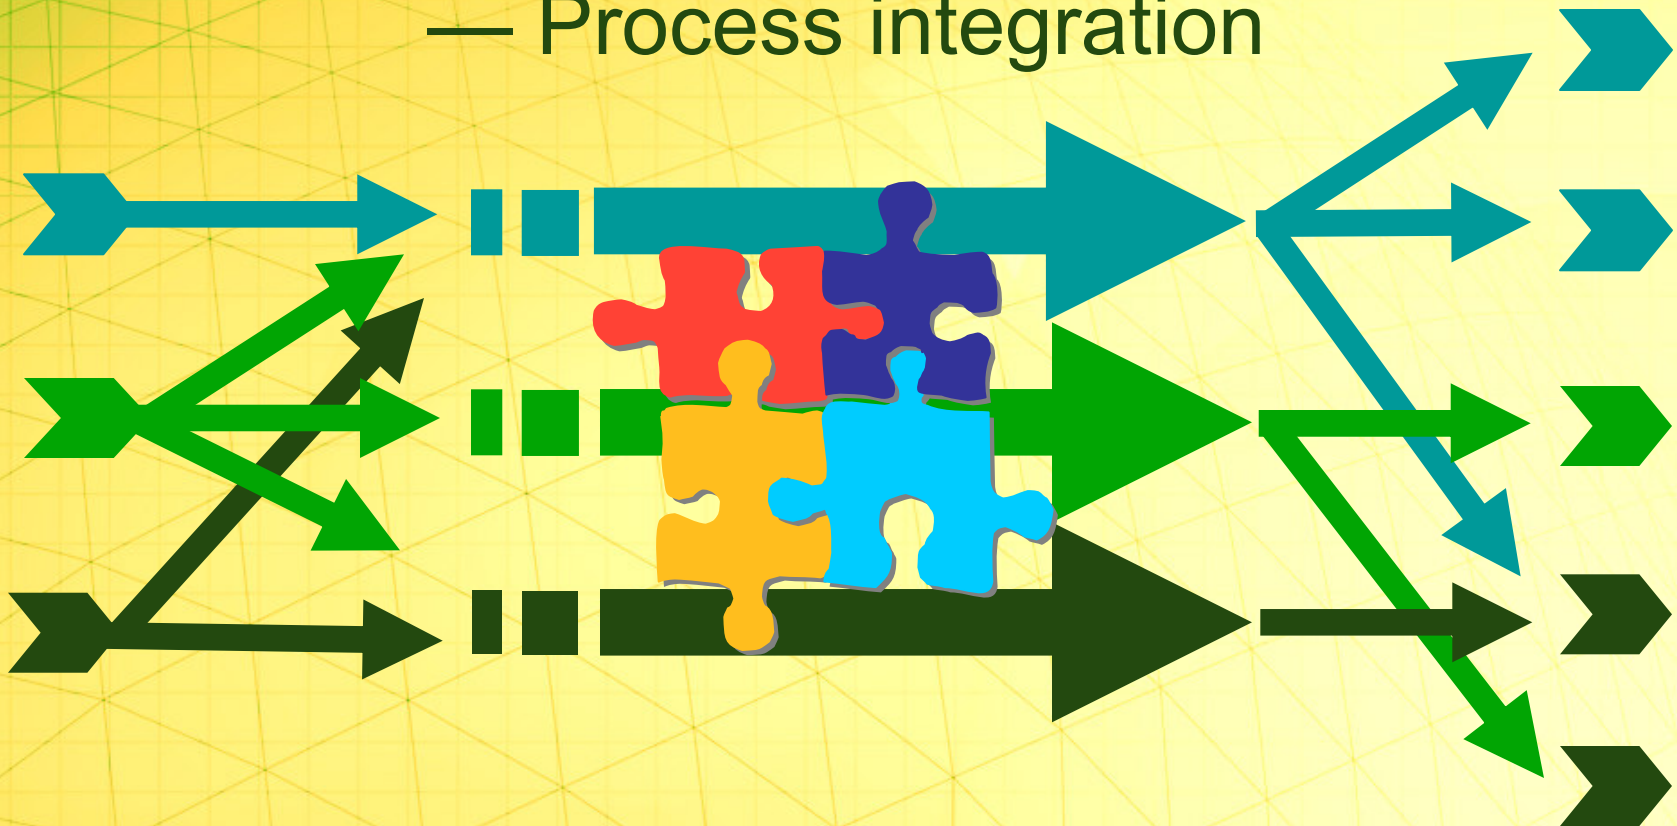 — Process integration